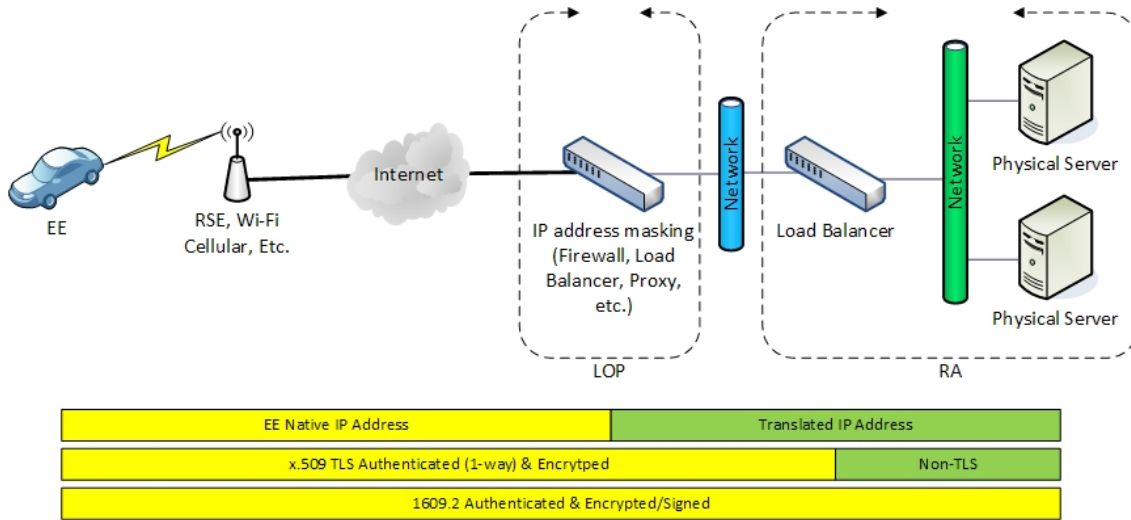 EE
RSE, Wi-Fi
Cellular, Etc.
Internet
IP address masking
(Firewall, Load
Balancer, Proxy,
etc.)
LOP
Network
Load Balancer
Network
Physical Server
Physical Server
RA
EE Native IP Address
Translated IP Address
x.509 TLS Authenticated (1-way) & Encrytped
Non-TLS
1609.2 Authenticated & Encrypted/Signed